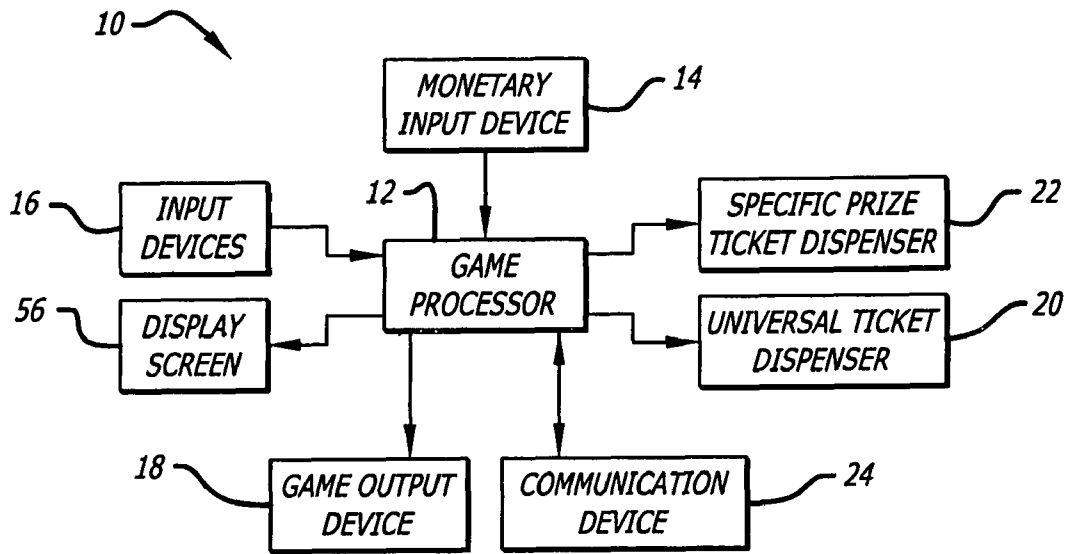 10
MONETARY
INPUT DEVICE
14
16
INPUT
DEVICES
12
GAME
PROCESSOR
SPECIFIC PRIZE
TICKET DISPENSER
22
56
DISPLAY
SCREEN
UNIVERSAL TICKET
DISPENSER
20
18
GAME OUTPUT
DEVICE
COMMUNICATION
DEVICE
24